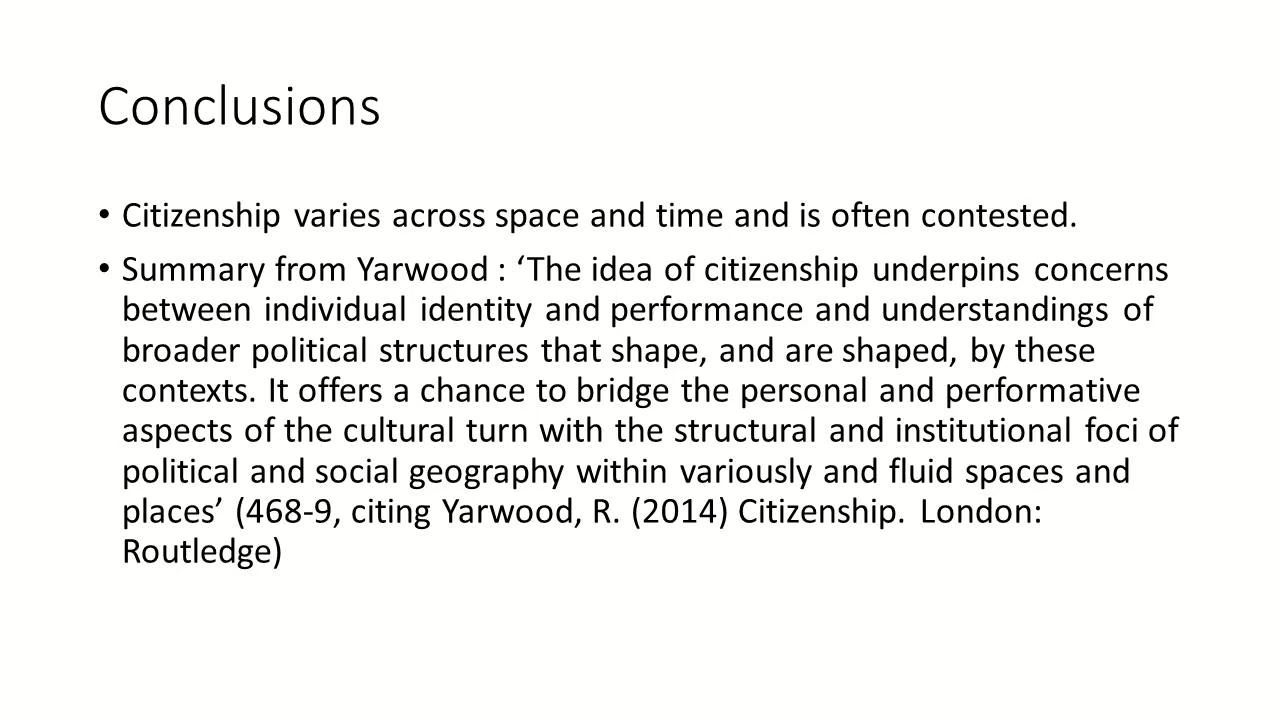 Conclusions
• Citizenship varies across space and time and is often contested.
• Summary from Yarwood : ‘The idea of citizenship underpins concerns
between individual identity and performance and understandings of
broader political structures that shape, and are shaped, by these
contexts. It offers a chance to bridge the personal and performative
aspects of the cultural turn with the structural and institutional foci of
political and social geography within variously and fluid spaces and
places’ (468-9, citing Yarwood, R. (2014) Citizenship. London:
Routledge)